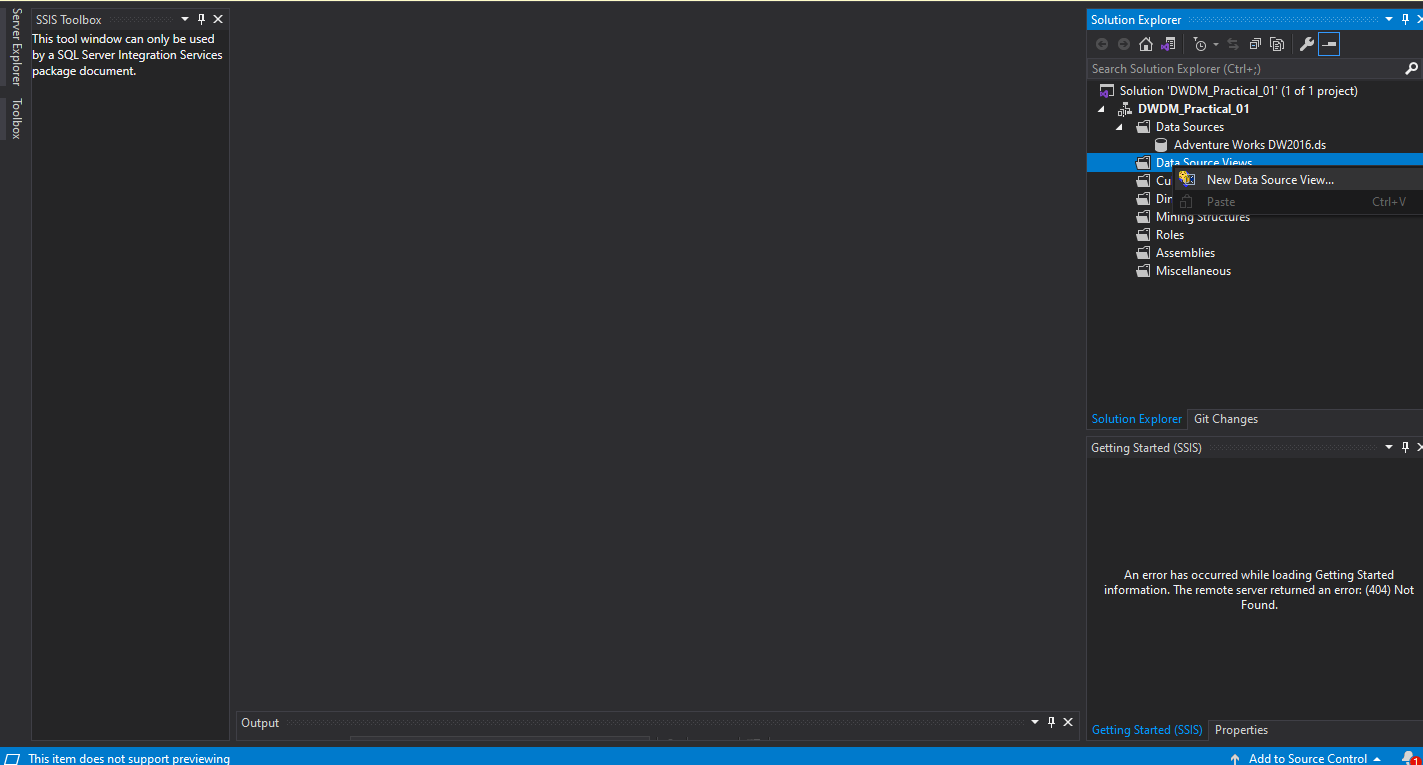 Server Explorer
Toolbox
SSIS Toolbox
This tool window can only be used
by a SQL Server Integration Services
package document.
Solution Explorer
Search Solution Explorer (Ctrl+;)
Solution 'DWDM_Practical_01' (1 of 1 project)
DWDM_Practical_01
Data Sources
Adventure Works DW2016.ds
Data Source Views
New Data Source View...
Cu
Paste Ctrl+V
Din
Mining Structures
Roles
Assemblies
Miscellaneous
Solution Explorer Git Changes
Getting Started (SSIS)
An error has occurred while loading Getting Started
information. The remote server returned an error: (404) Not
Found.
Getting Started (SSIS) Properties
Output
This item does not support previewing
Add to Source Control
1